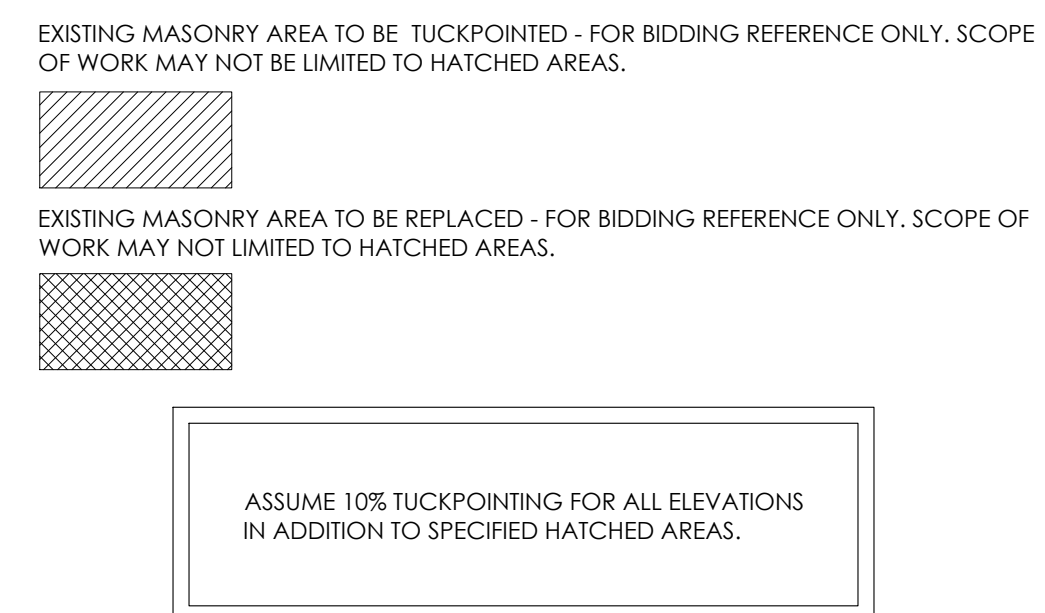 EXISTING MASONRY AREA TO BE TUCKPOINTED - FOR BIDDING REFERENCE ONLY. SCOPE
OF WORK MAY NOT BE LIMITED TO HATCHED AREAS.
EXISTING MASONRY AREA TO BE REPLACED - FOR BIDDING REFERENCE ONLY. SCOPE OF
WORK MAY NOT LIMITED TO HATCHED AREAS.
ASSUME 10% TUCKPOINTING FOR ALL ELEVATIONS
IN ADDITION TO SPECIFIED HATCHED AREAS.